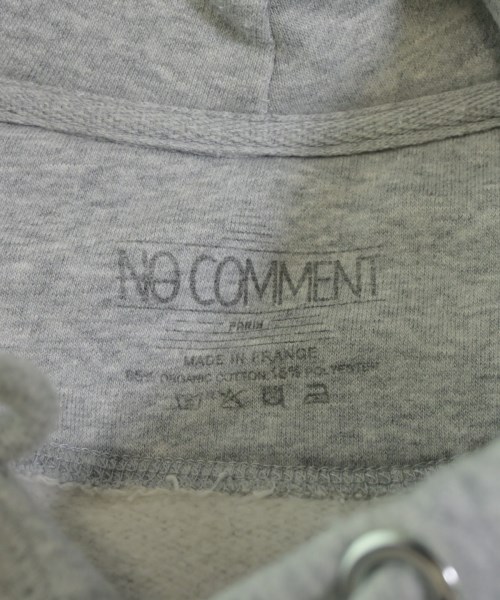 NO COMMENT
PARIS
MADE IN FRANCE
85% ORGANIC COTTON, 15% POLYESTER